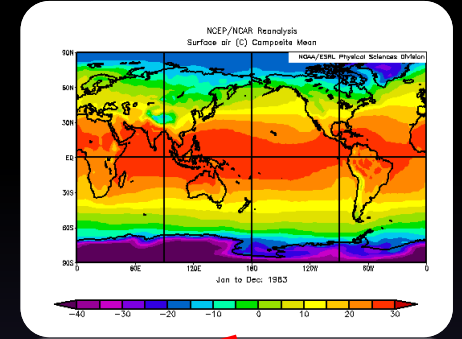 NCEP/NCAR Reanalysis
Surface air (C) Composite Mean
NOAA/ESRL Physical Sciences Division
90N
60N
30N
EQ
30S
60S
90S
0 60E 120E 180 120W 60W 0
Jan to Dec: 1983
-40 -30 -20 -10 0 10 20 30